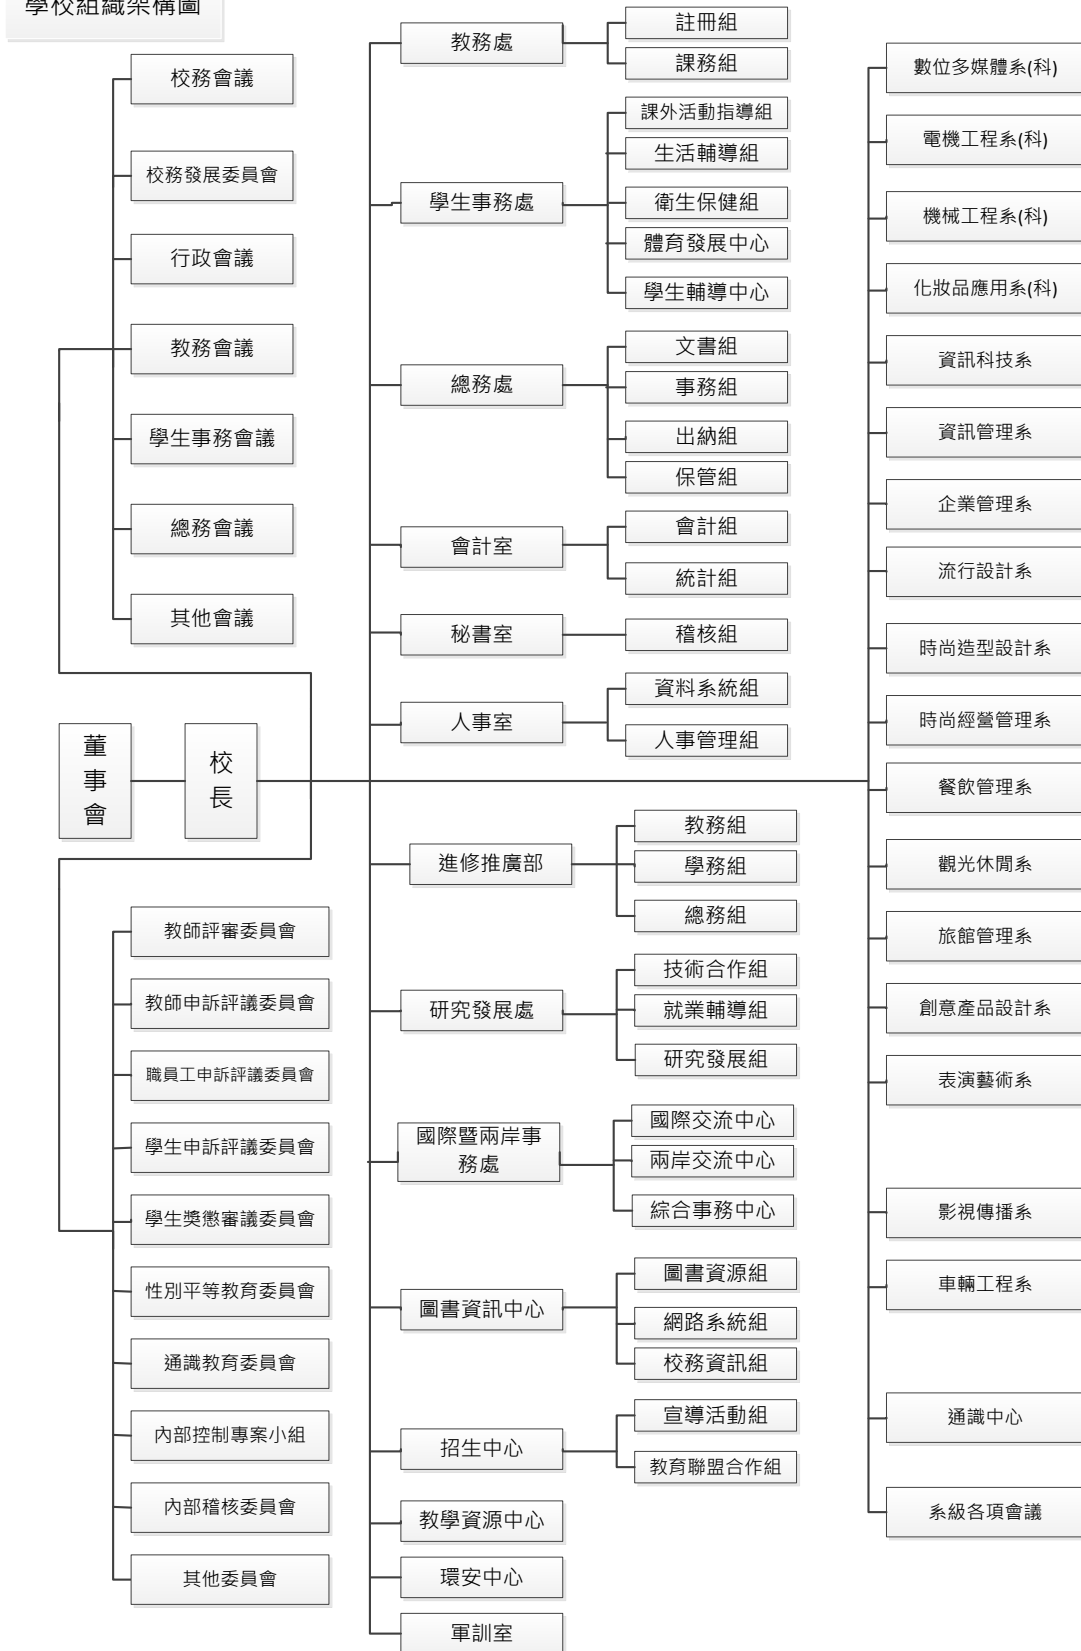 學校組織架構圖
校務會議
校務發展委員會
行政會議
教務會議
學生事務會議
總務會議
其他會議
董
事
會
校
長
教師評審委員會
教師申訴評議委員會
職員工申訴評議委員會
學生申訴評議委員會
學生獎懲審議委員會
性別平等教育委員會
通識教育委員會
內部控制專案小組
內部稽核委員會
其他委員會
教務處
註冊組
課務組
學生事務處
課外活動指導組
生活輔導組
衛生保健組
體育發展中心
學生輔導中心
總務處
文書組
事務組
出納組
保管組
會計室
會計組
統計組
秘書室
稽核組
人事室
資料系統組
人事管理組
進修推廣部
教務組
學務組
總務組
研究發展處
技術合作組
就業輔導組
研究發展組
國際暨兩岸事
務處
國際交流中心
兩岸交流中心
綜合事務中心
圖書資訊中心
圖書資源組
網路系統組
校務資訊組
招生中心
宣導活動組
教育聯盟合作組
教學資源中心
環安中心
軍訓室
數位多媒體系(科)
電機工程系(科)
機械工程系(科)
化妝品應用系(科)
資訊科技系
資訊管理系
企業管理系
流行設計系
時尚造型設計系
時尚經營管理系
餐飲管理系
觀光休閒系
旅館管理系
創意產品設計系
表演藝術系
影視傳播系
車輛工程系
通識中心
系級各項會議